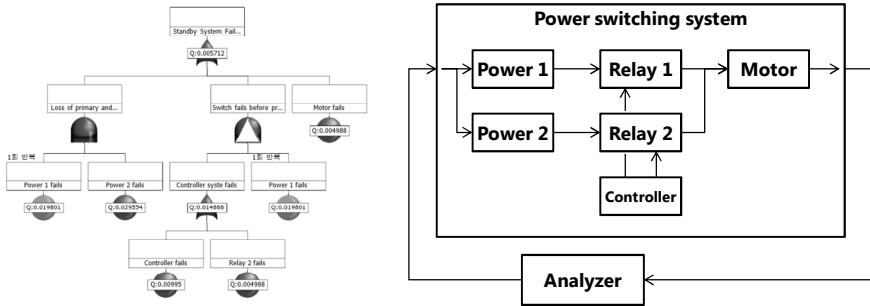 Standby System Fail...
Q:0.005712
Loss of primary and...
Switch fails before pr...
Motor fails
Q:0.004988
1회 반복
1회 반복
Power 1 fails
Power 2 fails
Controller syste fails
Power 1 fails
Q:0.019801
Q:0.029554
Q:0.014888
Q:0.019801
Controller fails
Relay 2 fails
Q:0.00995
Q:0.004988
Power switching system
Power 1
Relay 1
Motor
Power 2
Relay 2
Controller
Analyzer